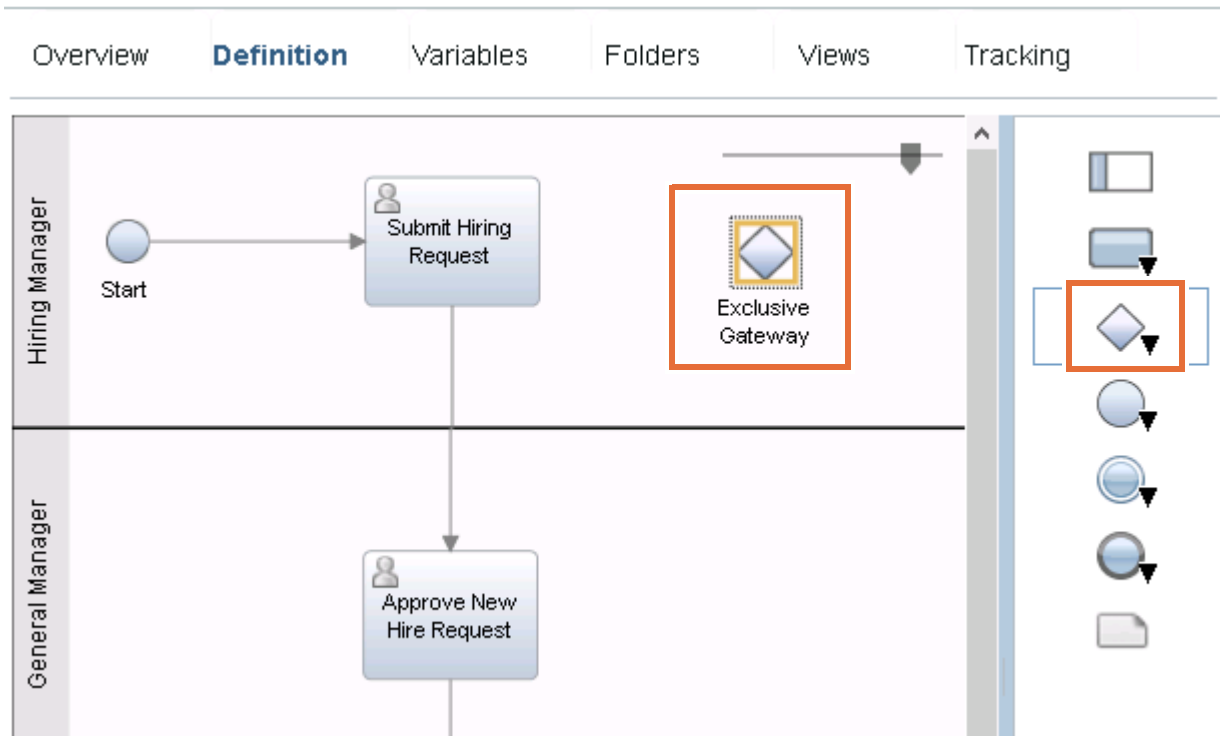 Overview Definition Variables Folders Views Tracking
Hiring Manager
Start
Submit Hiring
Request
Exclusive
Gateway
General Manager
Approve New
Hire Request